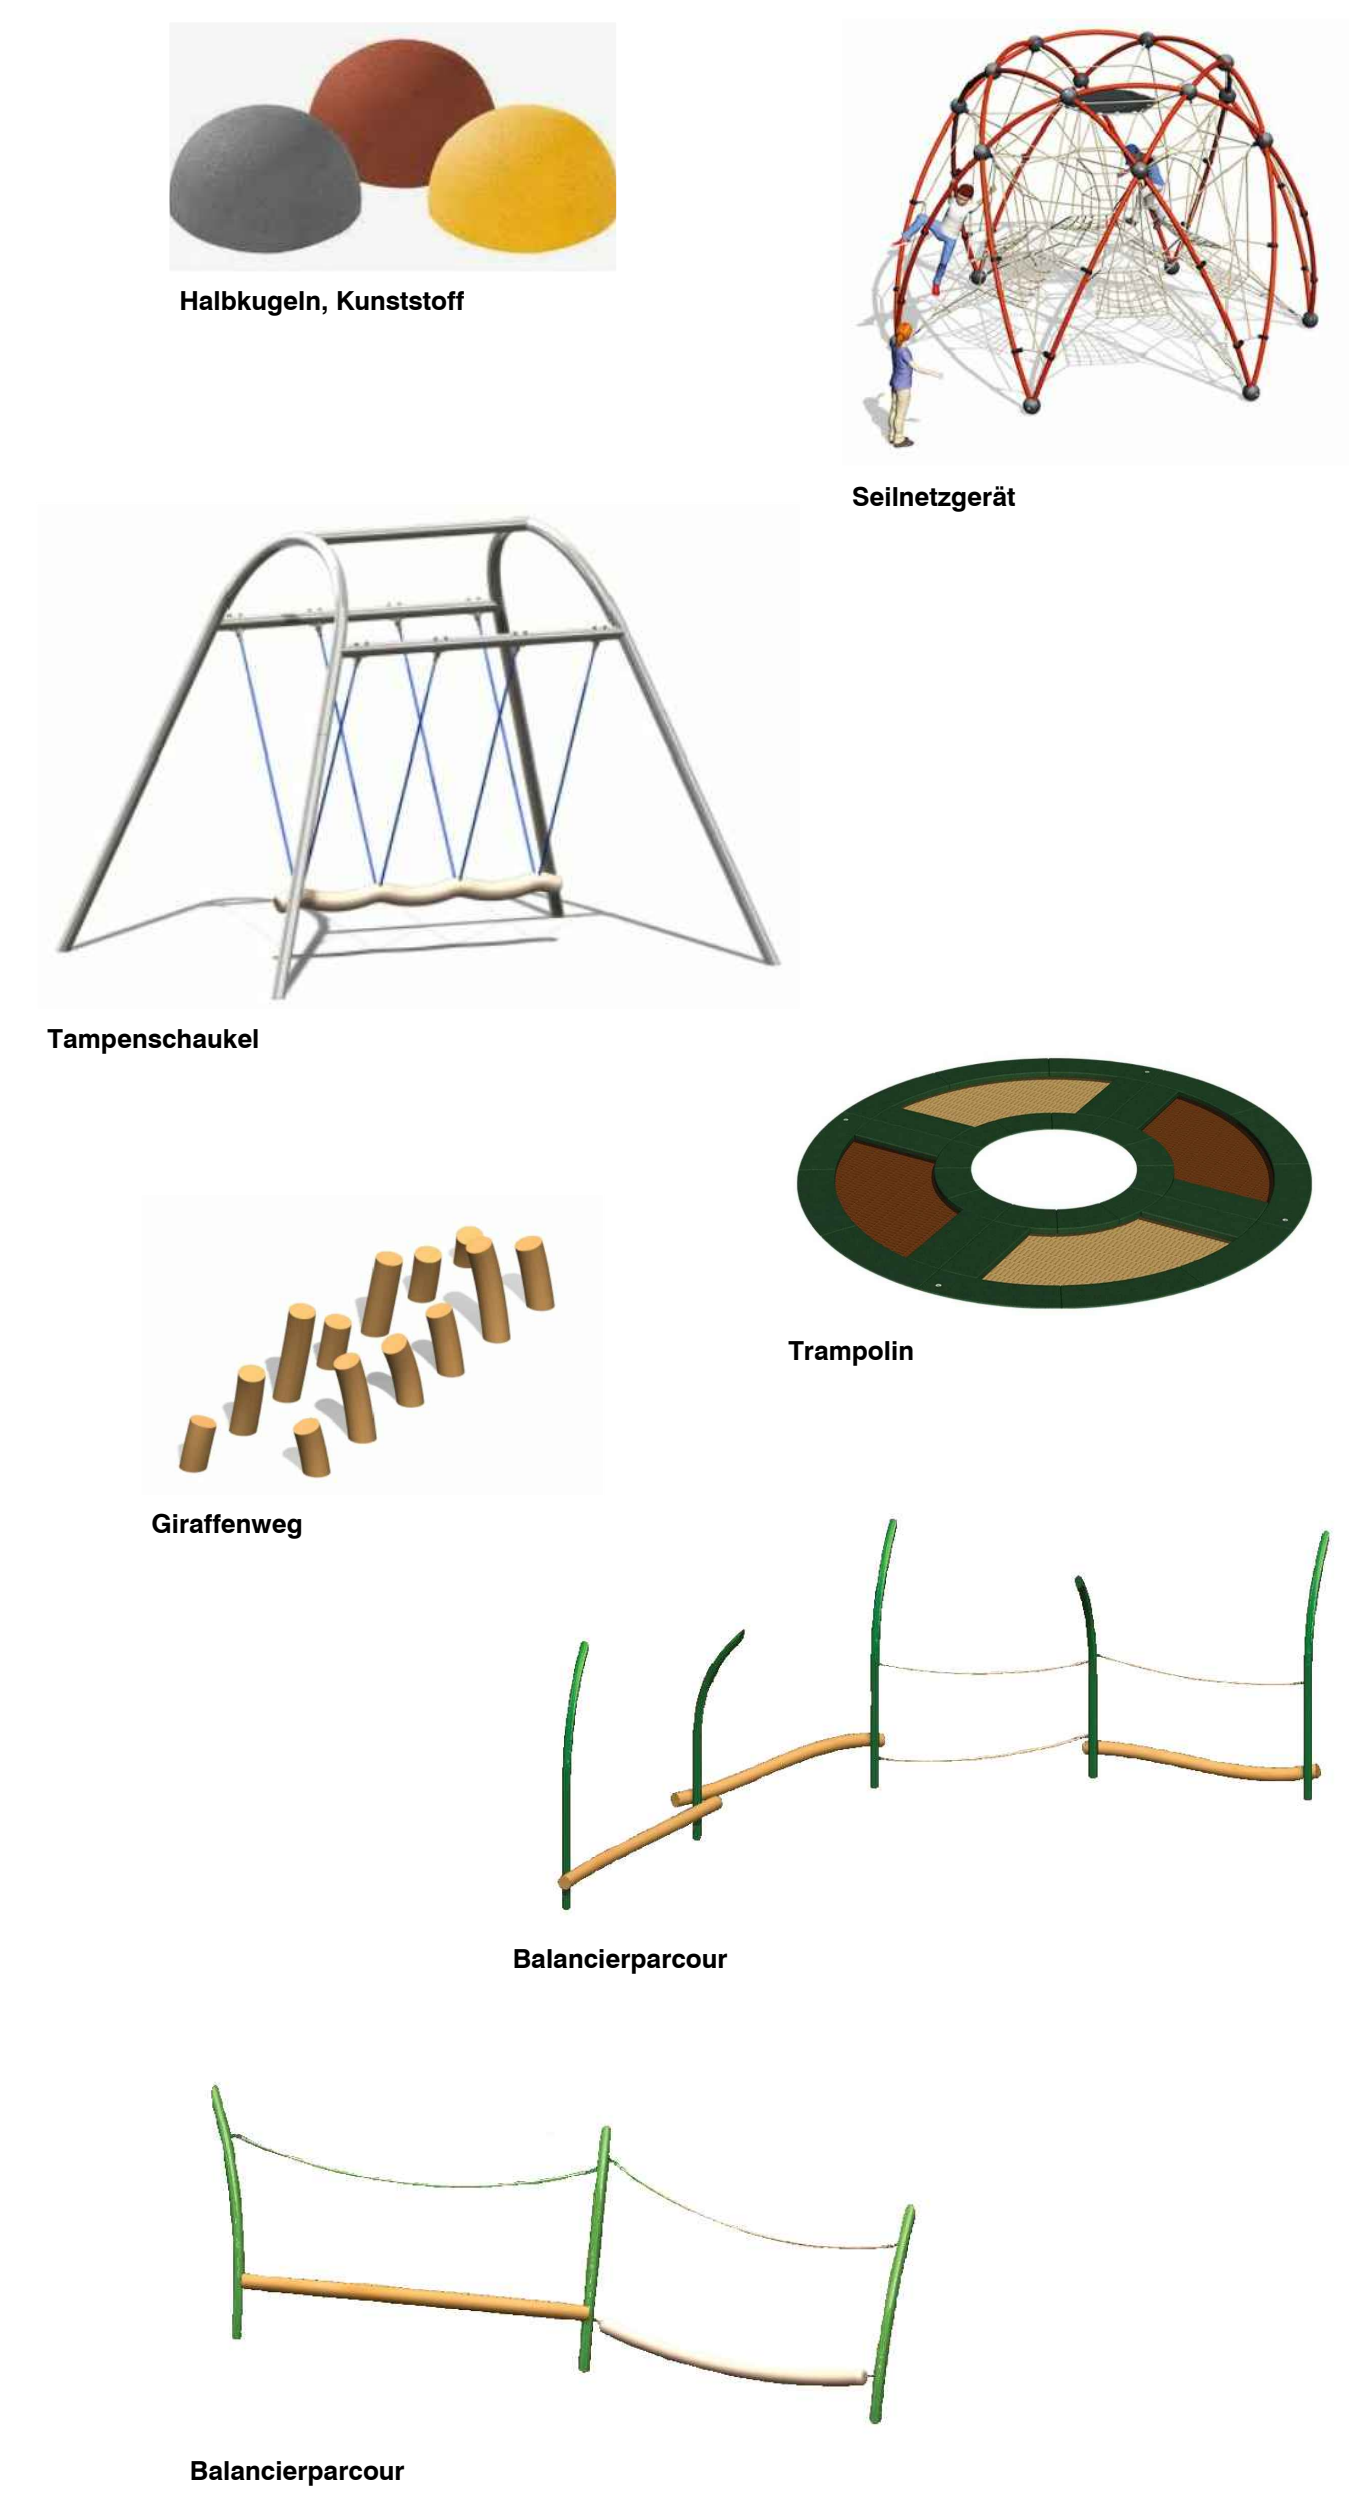 Halbkugeln, Kunststoff
Seilnetzgerät
Tampenschaukel
Trampolin
Giraffenweg
Balancierparcour
Balancierparcour